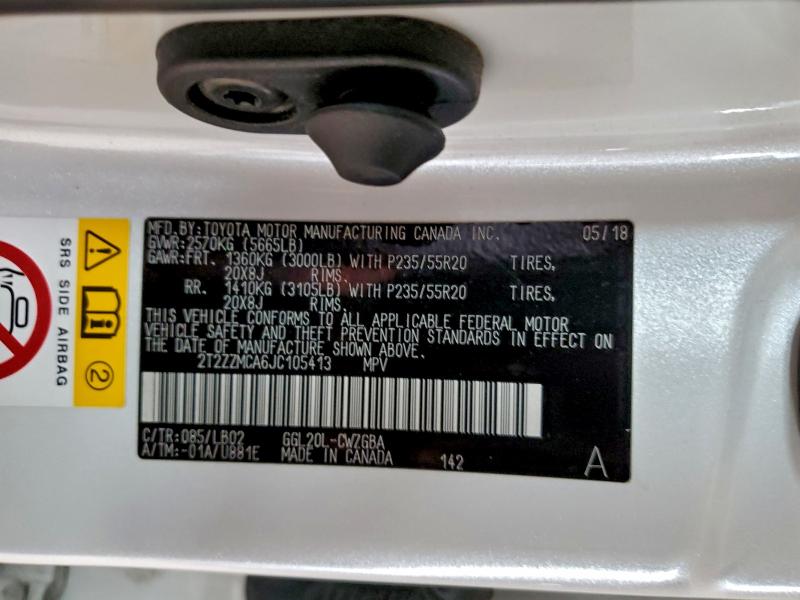 MFD.BY: TOYOTA MOTOR MANUFACTURING CANADA INC. 05/18
GVWR: 2570KG (5665LB)
GAWR: FRT. 1360KG (3000LB) WITH P235/55R20 TIRES,
20X8J RIMS,
RR. 1410KG (3105LB) WITH P235/55R20 TIRES,
20X8J RIMS.
THIS VEHICLE CONFORMS TO ALL APPLICABLE FEDERAL MOTOR
VEHICLE SAFETY AND THEFT PREVENTION STANDARDS IN EFFECT ON
THE DATE OF MANUFACTURE SHOWN ABOVE.
2T2ZZMCA6JC105413 MPV
C/TR: 085/LB02 GGL20L-CWZGBA
A/TM: -01A/U881E MADE IN CANADA 142 A
SRS SIDE AIRBAG
2